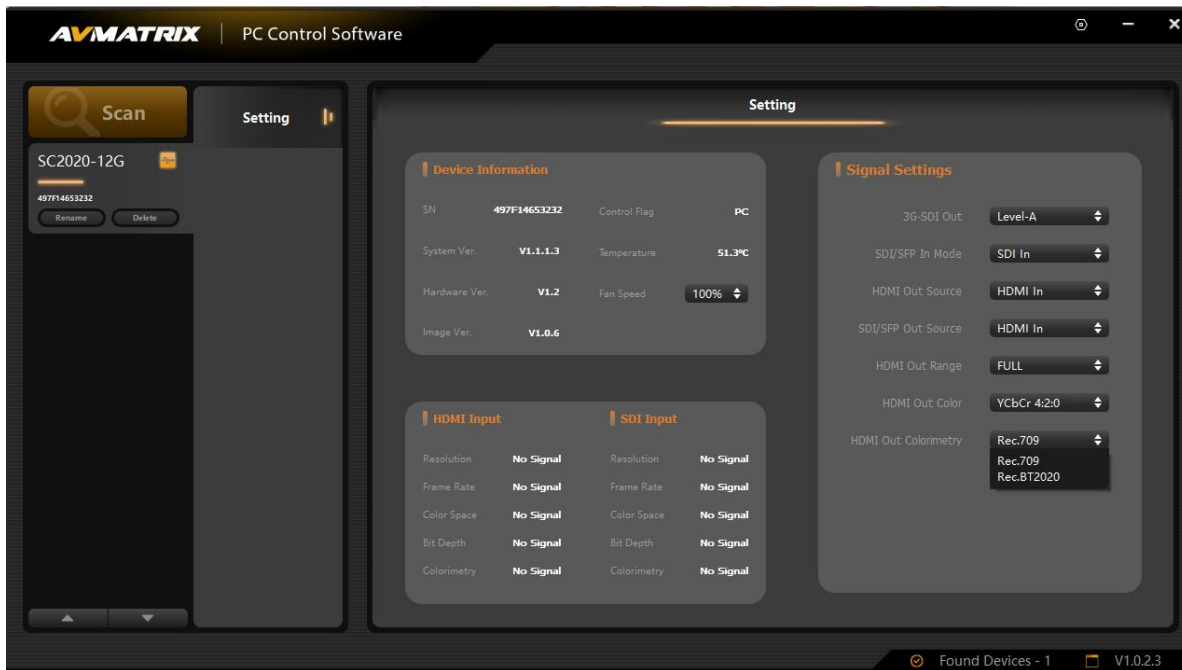 AVMATRIX | PC Control Software
Scan
Setting
SC2020-12G
497F14653232
Rename Delete
Setting
Device Information
SN 497F14653232 Control Flag PC
System Ver. V1.1.1.3 Temperature 51.3°C
Hardware Ver. V1.2 Fan Speed 100%
Image Ver. V1.0.6
HDMI Input SDI Input
Resolution No Signal Resolution No Signal
Frame Rate No Signal Frame Rate No Signal
Color Space No Signal Color Space No Signal
Bit Depth No Signal Bit Depth No Signal
Colorimetry No Signal Colorimetry No Signal
Signal Settings
3G-SDI Out Level-A
SDI/SFP In Mode SDI In
HDMI Out Source HDMI In
SDI/SFP Out Source HDMI In
HDMI Out Range FULL
HDMI Out Color YCbCr 4:2:0
HDMI Out Colorimetry Rec.709
Rec.709
Rec.BT2020
Found Devices - 1 V1.0.2.3